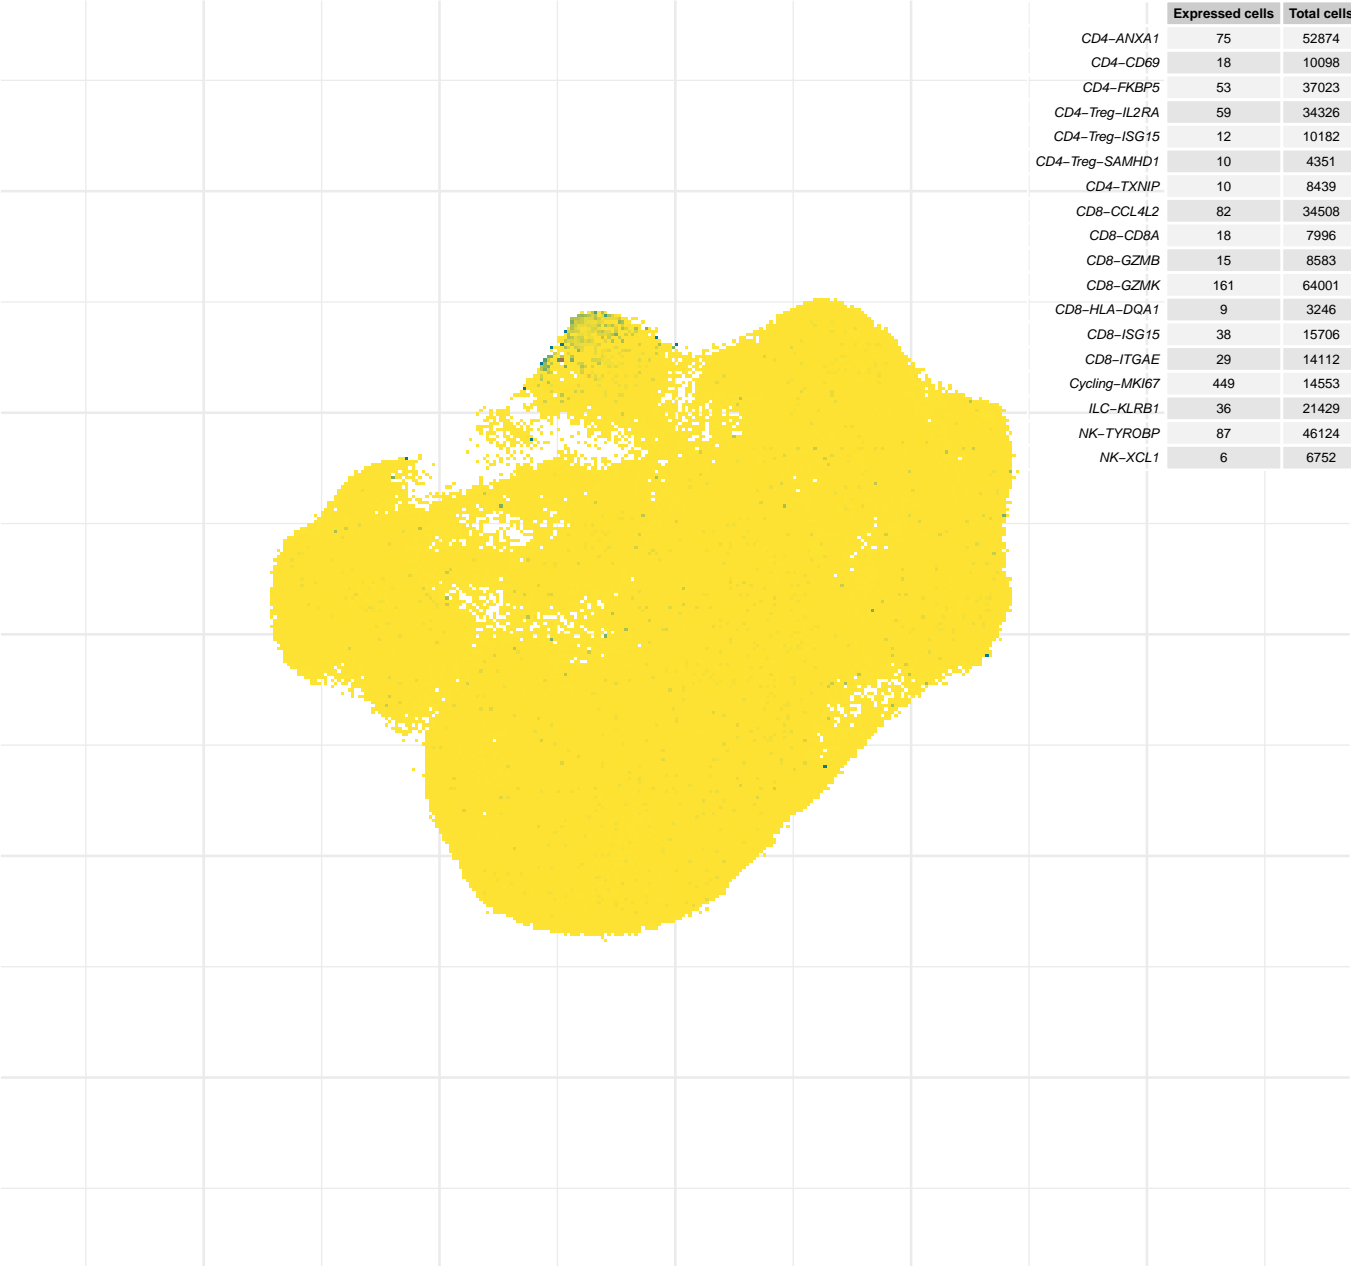 Expressed cells Total cells
CD4−ANXA1 75 52874
CD4−CD69 18 10098
CD4−FKBP5 53 37023
CD4−Treg−IL2RA 59 34326
CD4−Treg−ISG15 12 10182
CD4−Treg−SAMHD1 10 4351
CD4−TXNIP 10 8439
CD8−CCL4L2 82 34508
CD8−CD8A 18 7996
CD8−GZMB 15 8583
CD8−GZMK 161 64001
CD8−HLA−DQA1 9 3246
CD8−ISG15 38 15706
CD8−ITGAE 29 14112
Cycling−MKI67 449 14553
ILC−KLRB1 36 21429
NK−TYROBP 87 46124
NK−XCL1 6 6752